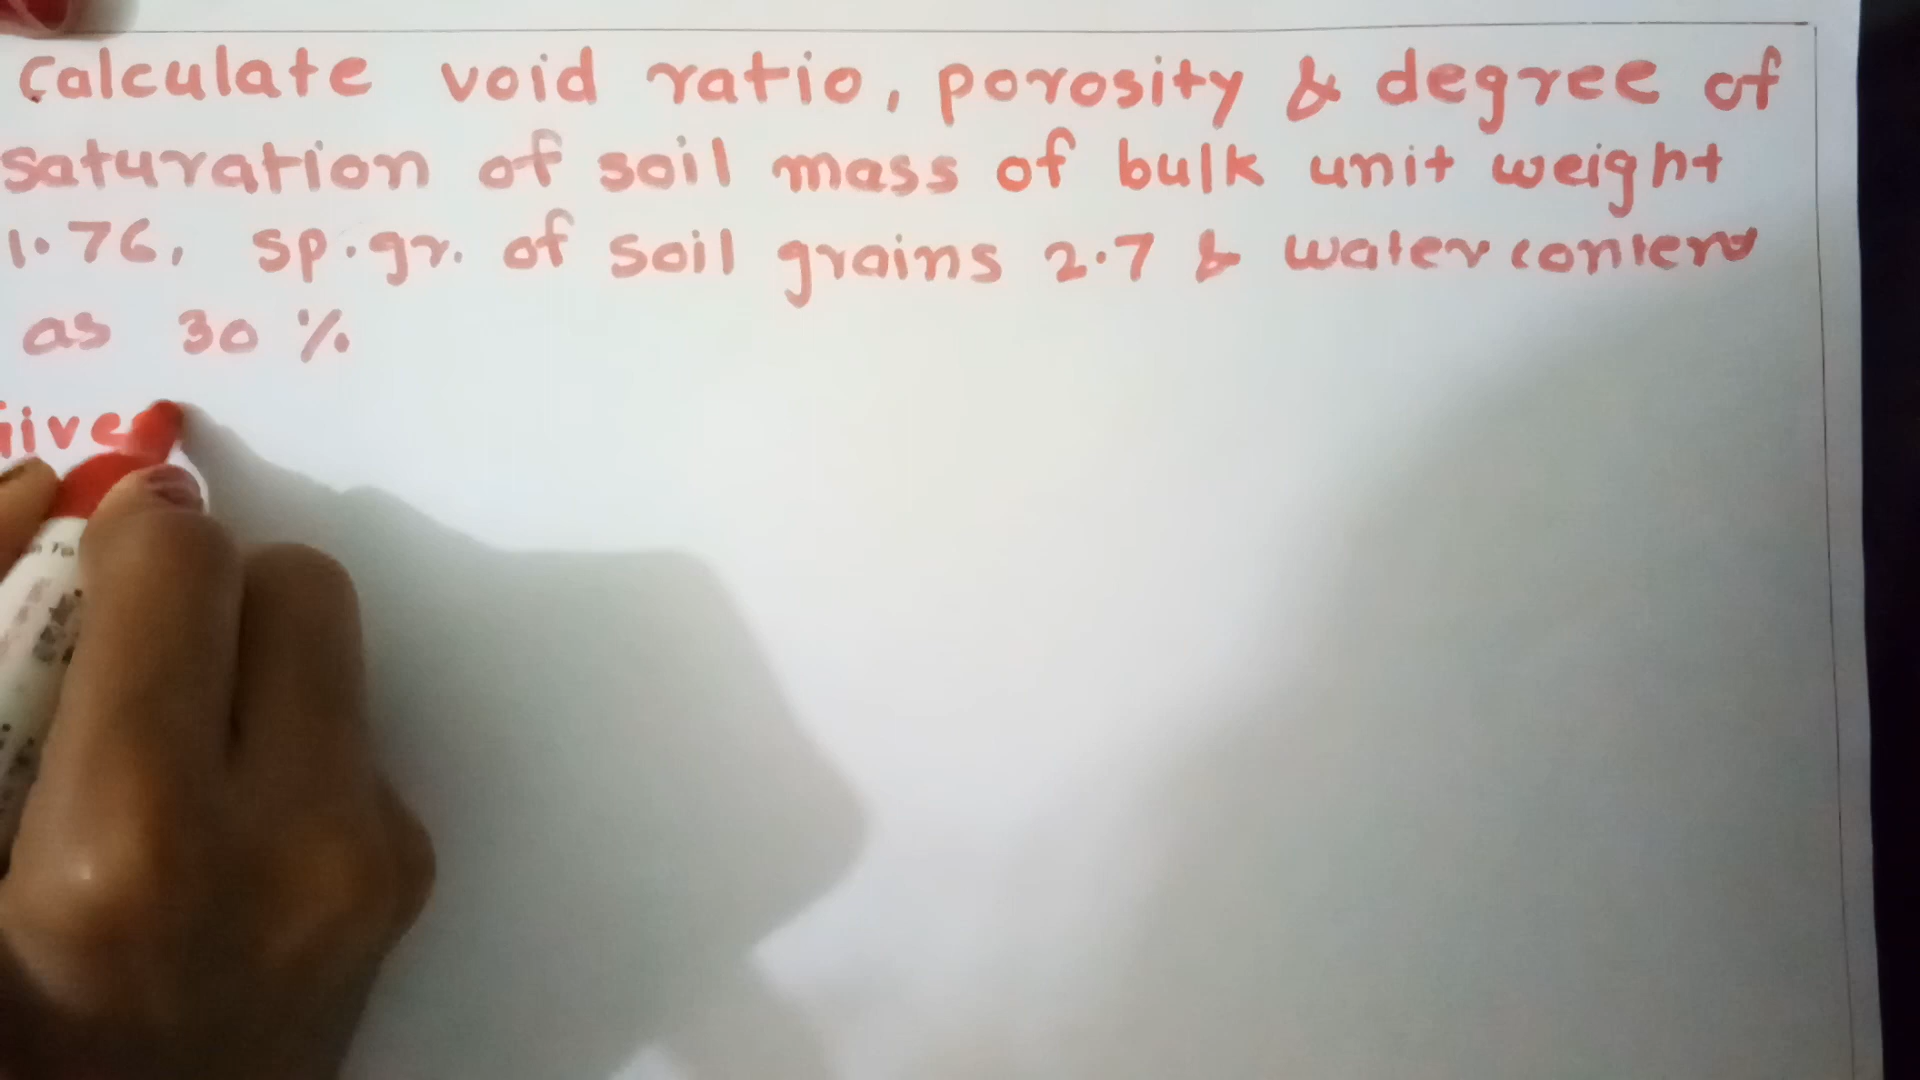 Calculate void ratio, porosity & degree of
saturation of soil mass of bulk unit weight
1.76, sp.gr. of soil grains 2.7 & water content
as 30 %
Give